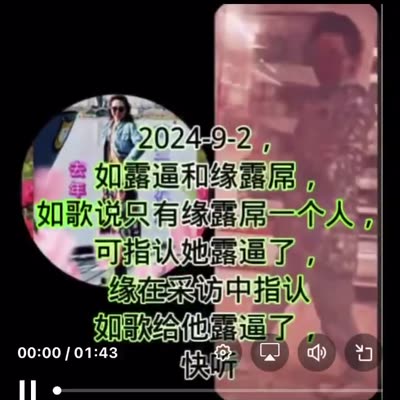 2024-9-2，
去年
如露逼和缘露屌，
如歌说只有缘露屌一个人，
可指认她露逼了，
缘在采访中指认
如歌给他露逼了，
00:00 / 01:43
快听